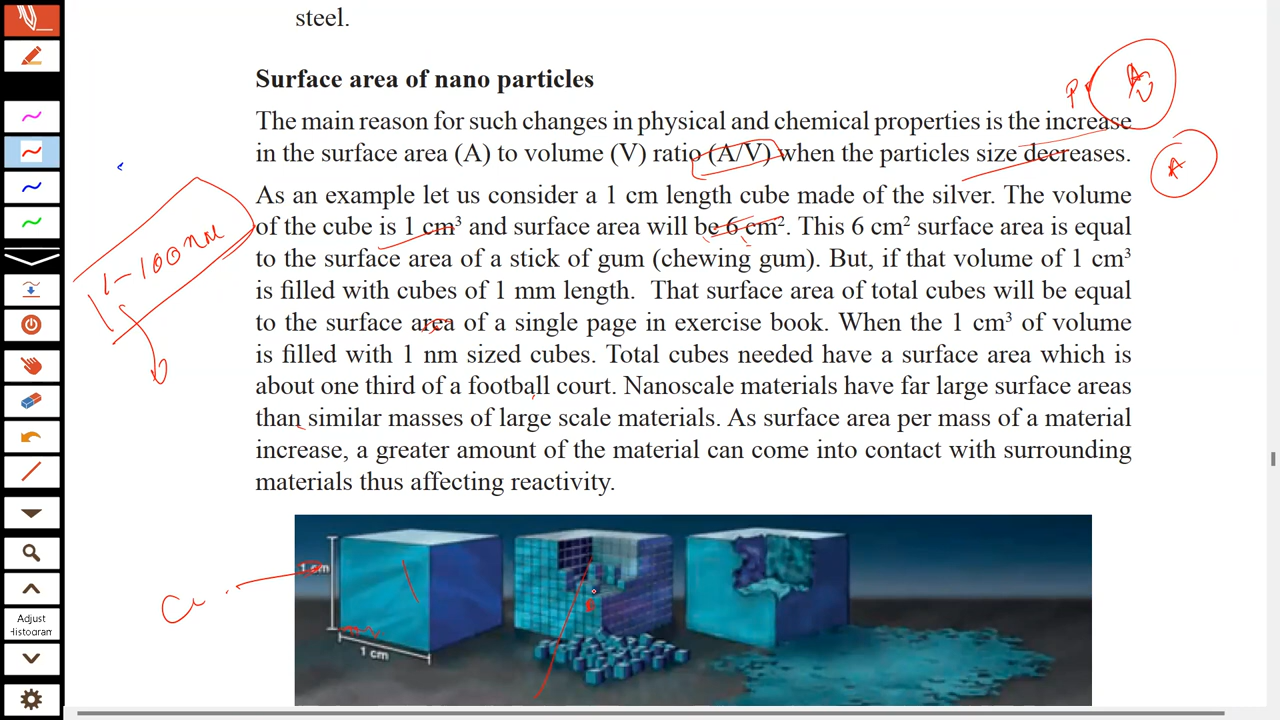 steel.
Surface area of nano particles
The main reason for such changes in physical and chemical properties is the increase
in the surface area (A) to volume (V) ratio (A/V) when the particles size decreases.
As an example let us consider a 1 cm length cube made of the silver. The volume
of the cube is 1 cm³ and surface area will be 6 cm². This 6 cm² surface area is equal
to the surface area of a stick of gum (chewing gum). But, if that volume of 1 cm³
is filled with cubes of 1 mm length. That surface area of total cubes will be equal
to the surface area of a single page in exercise book. When the 1 cm³ of volume
is filled with 1 nm sized cubes. Total cubes needed have a surface area which is
about one third of a football court. Nanoscale materials have far large surface areas
than similar masses of large scale materials. As surface area per mass of a material
increase, a greater amount of the material can come into contact with surrounding
materials thus affecting reactivity.
A
V
A
1-100nm
1 cm
1 cm
Adjust
Histogram